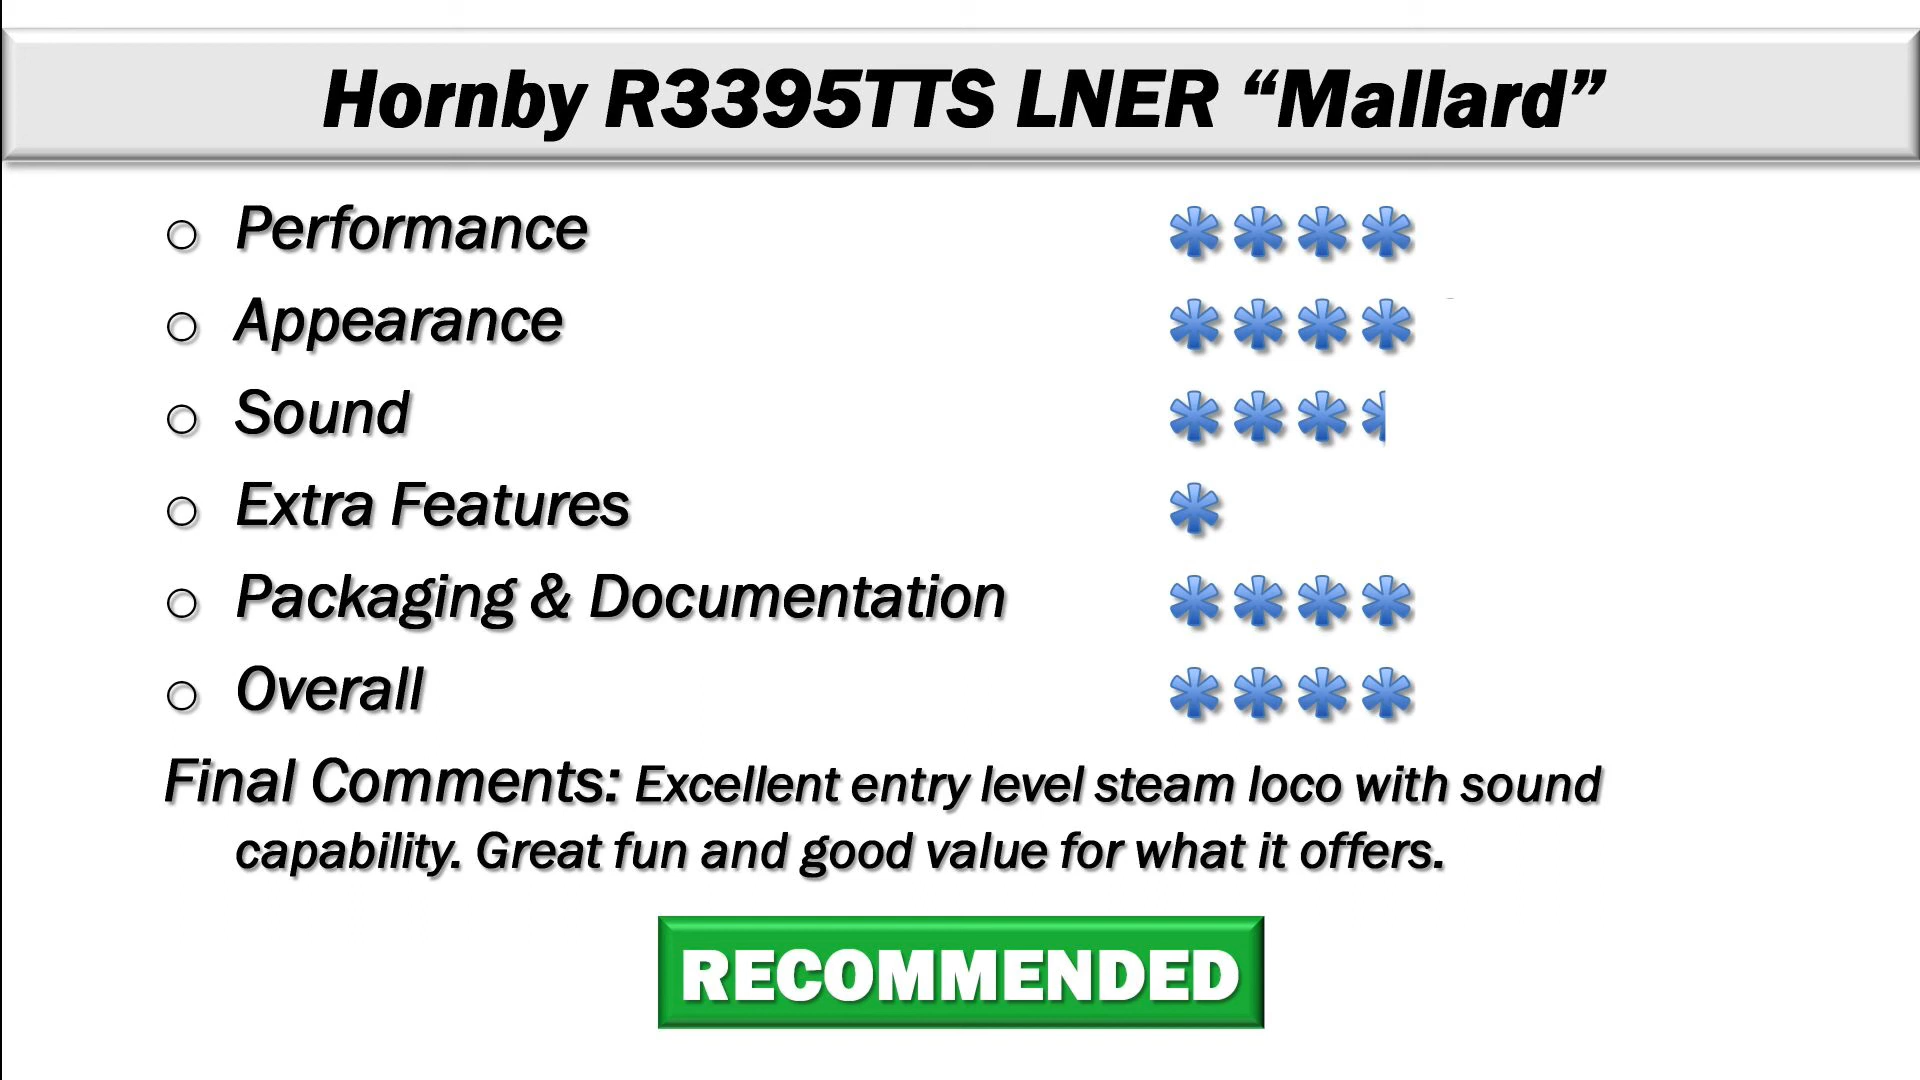 Hornby R3395TTS LNER “Mallard”
o Performance ****
o Appearance ****
o Sound ****
o Extra Features *
o Packaging & Documentation ****
o Overall ****
Final Comments: Excellent entry level steam loco with sound
capability. Great fun and good value for what it offers.
RECOMMENDED